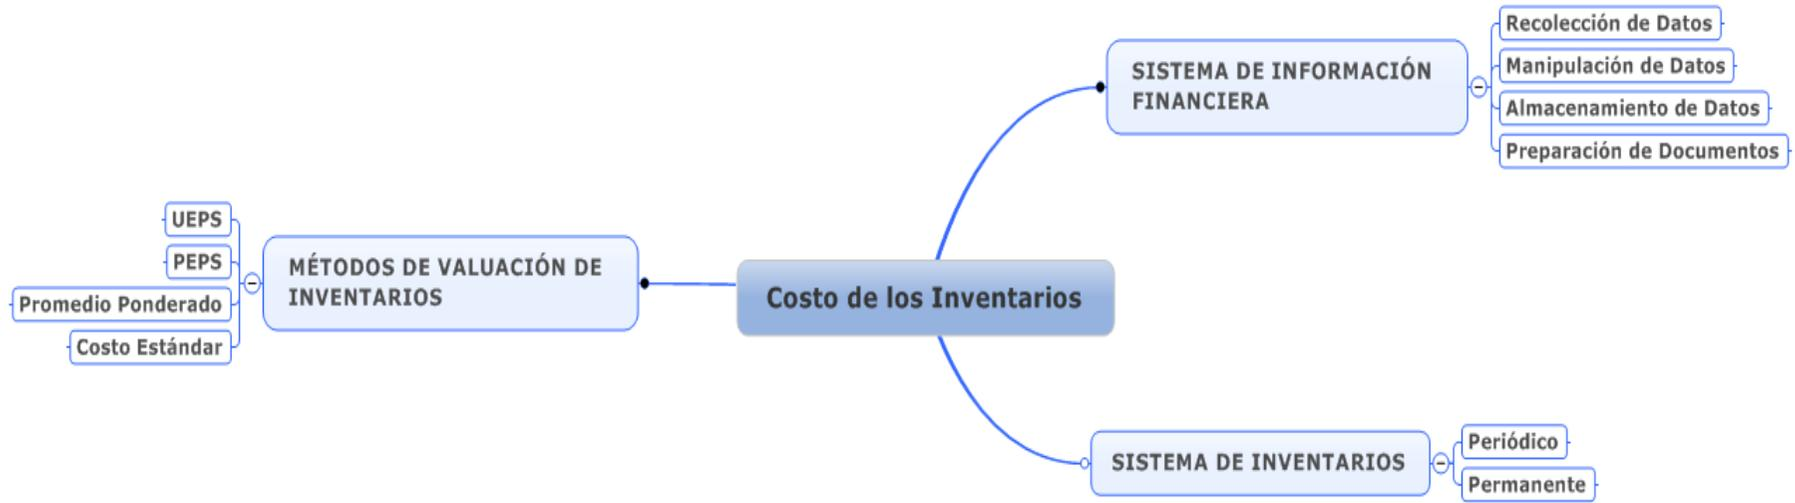 Costo de los Inventarios
SISTEMA DE INFORMACIÓN
FINANCIERA
Recolección de Datos
Manipulación de Datos
Almacenamiento de Datos
Preparación de Documentos
SISTEMA DE INVENTARIOS
Periódico
Permanente
MÉTODOS DE VALUACIÓN DE
INVENTARIOS
UEPS
PEPS
Promedio Ponderado
Costo Estándar